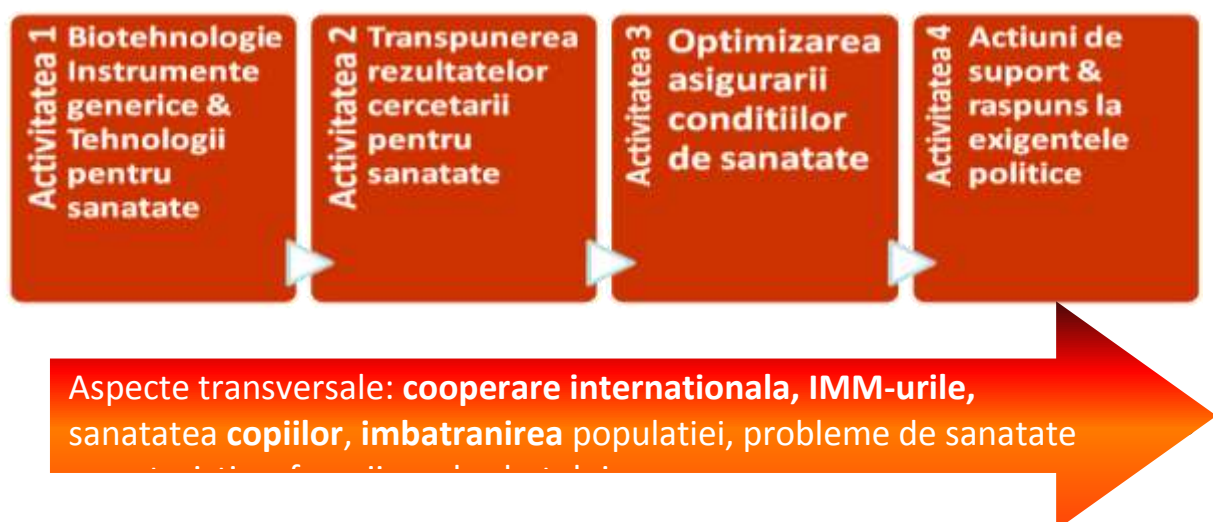 Activitatea 1
Biotehnologie
Instrumente
generice &
Tehnologii
pentru
sanatate
Activitatea 2
Transpunerea
rezultatelor
cercetarii
pentru
sanatate
Activitatea 3
Optimizarea
asigurarii
conditiilor
de sanatate
Activitatea 4
Actiuni de
suport &
raspuns la
exigentele
politice
Aspecte transversale: cooperare internationala, IMM-urile,
sanatatea copiilor, imbatranirea populatiei, probleme de sanatate